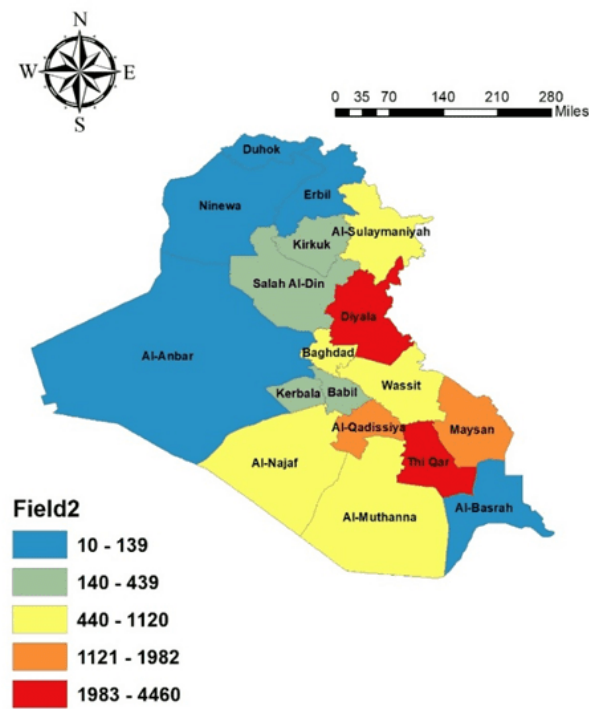 N
W E
S
0 35 70 140 210 280
Miles
Duhok
Ninewa
Erbil
Al-Sulaymaniyah
Kirkuk
Salah Al-Din
Diyala
Al-Anbar
Baghdad
Wassit
Kerbala
Babil
Al-Qadissiya
Maysan
Al-Najaf
Thi Qar
Al-Muthanna
Al-Basrah
Field2
10 - 139
140 - 439
440 - 1120
1121 - 1982
1983 - 4460